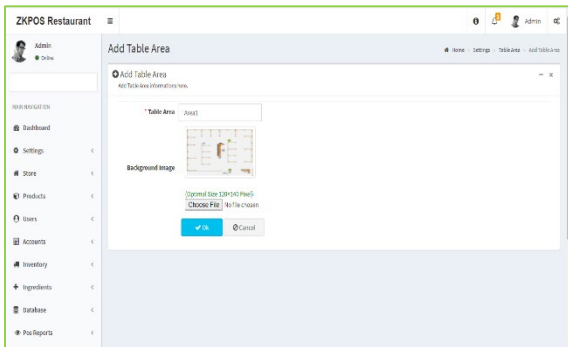 ZKPOS Restaurant
Admin
Admin
Online
Add Table Area
Home
Settings
Table Area
Add Table Area
Add Table Area
Add Table Area informations here.
* Table Area
Area1
MAIN NAVIGATION
Dashboard
Settings
Store
Products
Users
Accounts
Inventory
Ingredients
Database
Pos Reports
Background Image
(Optimal Size 120*140 Pixel)
Choose File No file chosen
Ok
Cancel